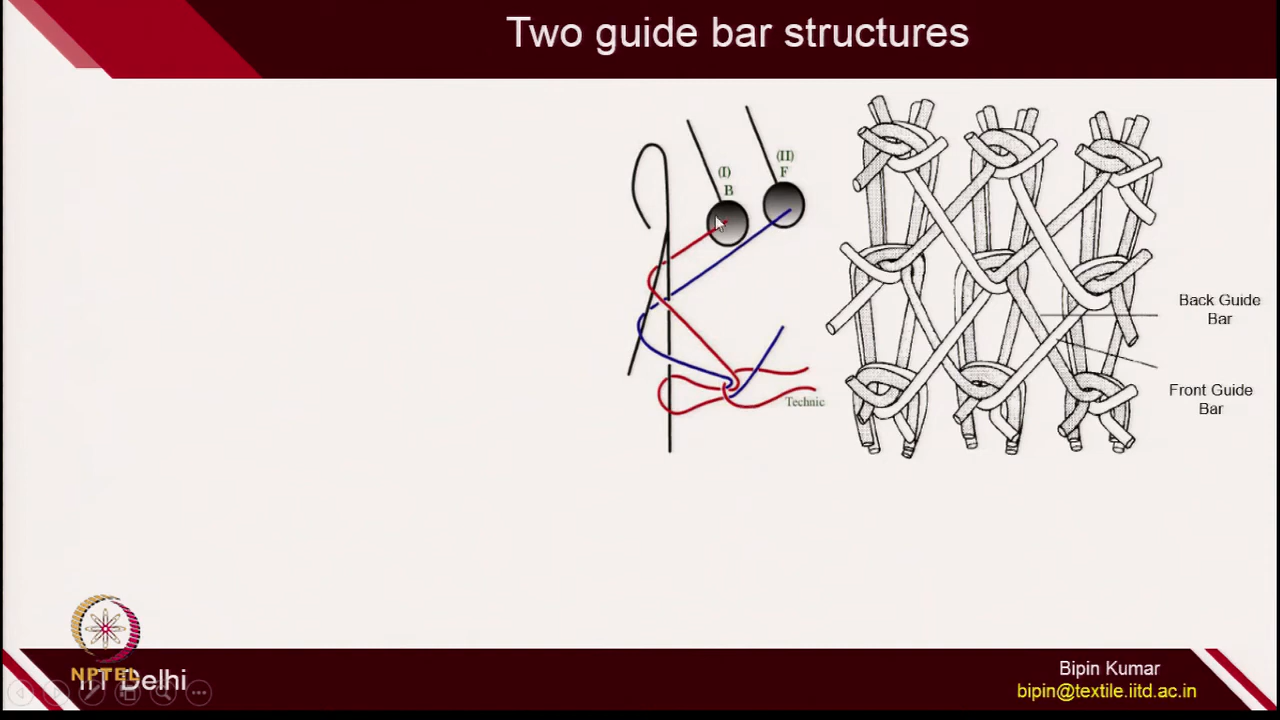 Two guide bar structures
(I)
B
(II)
F
Technic
Back Guide
Bar
Front Guide
Bar
NPTEL
IIT Delhi
Bipin Kumar
bipin@textile.iitd.ac.in